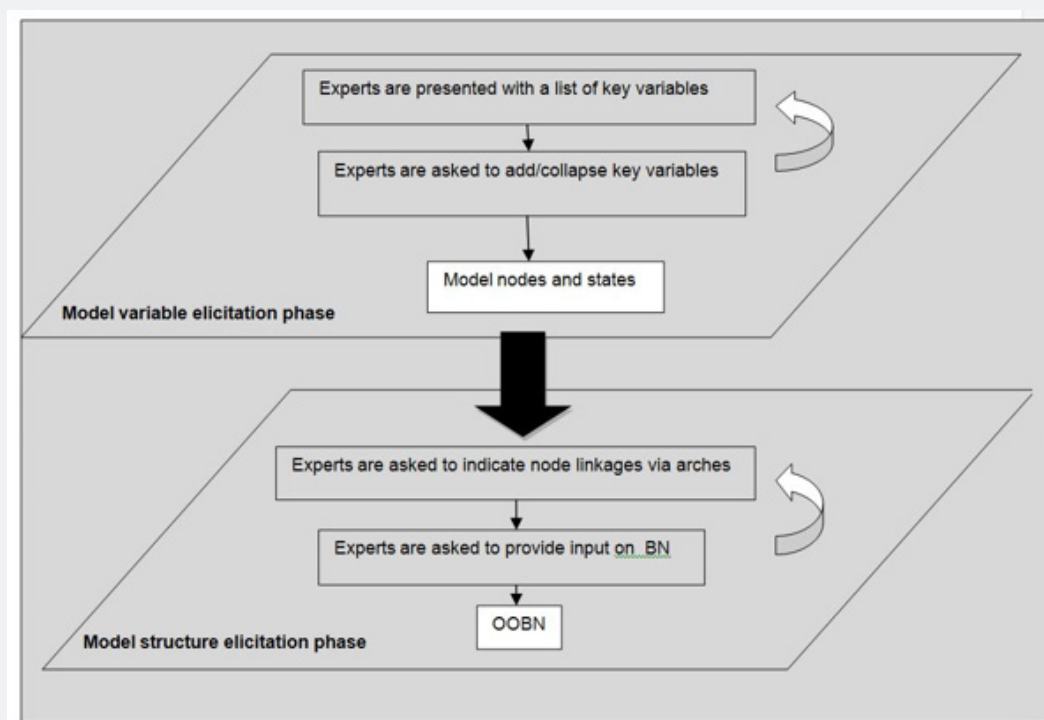 Experts are presented with a list of key variables
Experts are asked to add/collapse key variables
Model nodes and states
Model variable elicitation phase
Experts are asked to indicate node linkages via arches
Experts are asked to provide input on BN
OOBN
Model structure elicitation phase